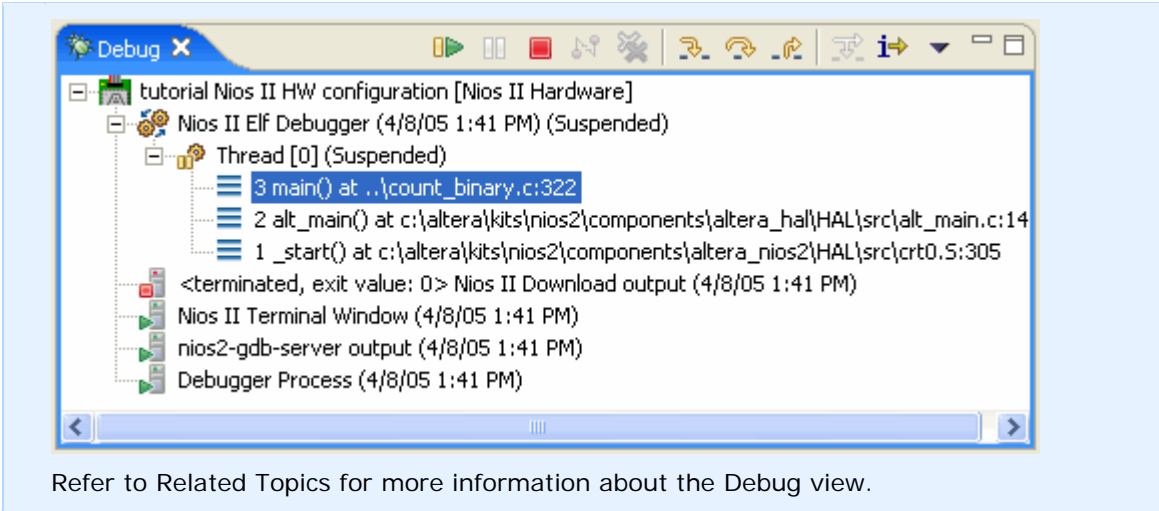 Debug
tutorial Nios II HW configuration [Nios II Hardware]
Nios II Elf Debugger (4/8/05 1:41 PM) (Suspended)
Thread [0] (Suspended)
3 main() at ..\count_binary.c:322
2 alt_main() at c:\altera\kits\nios2\components\altera_hal\HAL\src\alt_main.c:14
1 _start() at c:\altera\kits\nios2\components\altera_nios2\HAL\src\crt0.S:305
<terminated, exit value: 0> Nios II Download output (4/8/05 1:41 PM)
Nios II Terminal Window (4/8/05 1:41 PM)
nios2-gdb-server output (4/8/05 1:41 PM)
Debugger Process (4/8/05 1:41 PM)
Refer to Related Topics for more information about the Debug view.